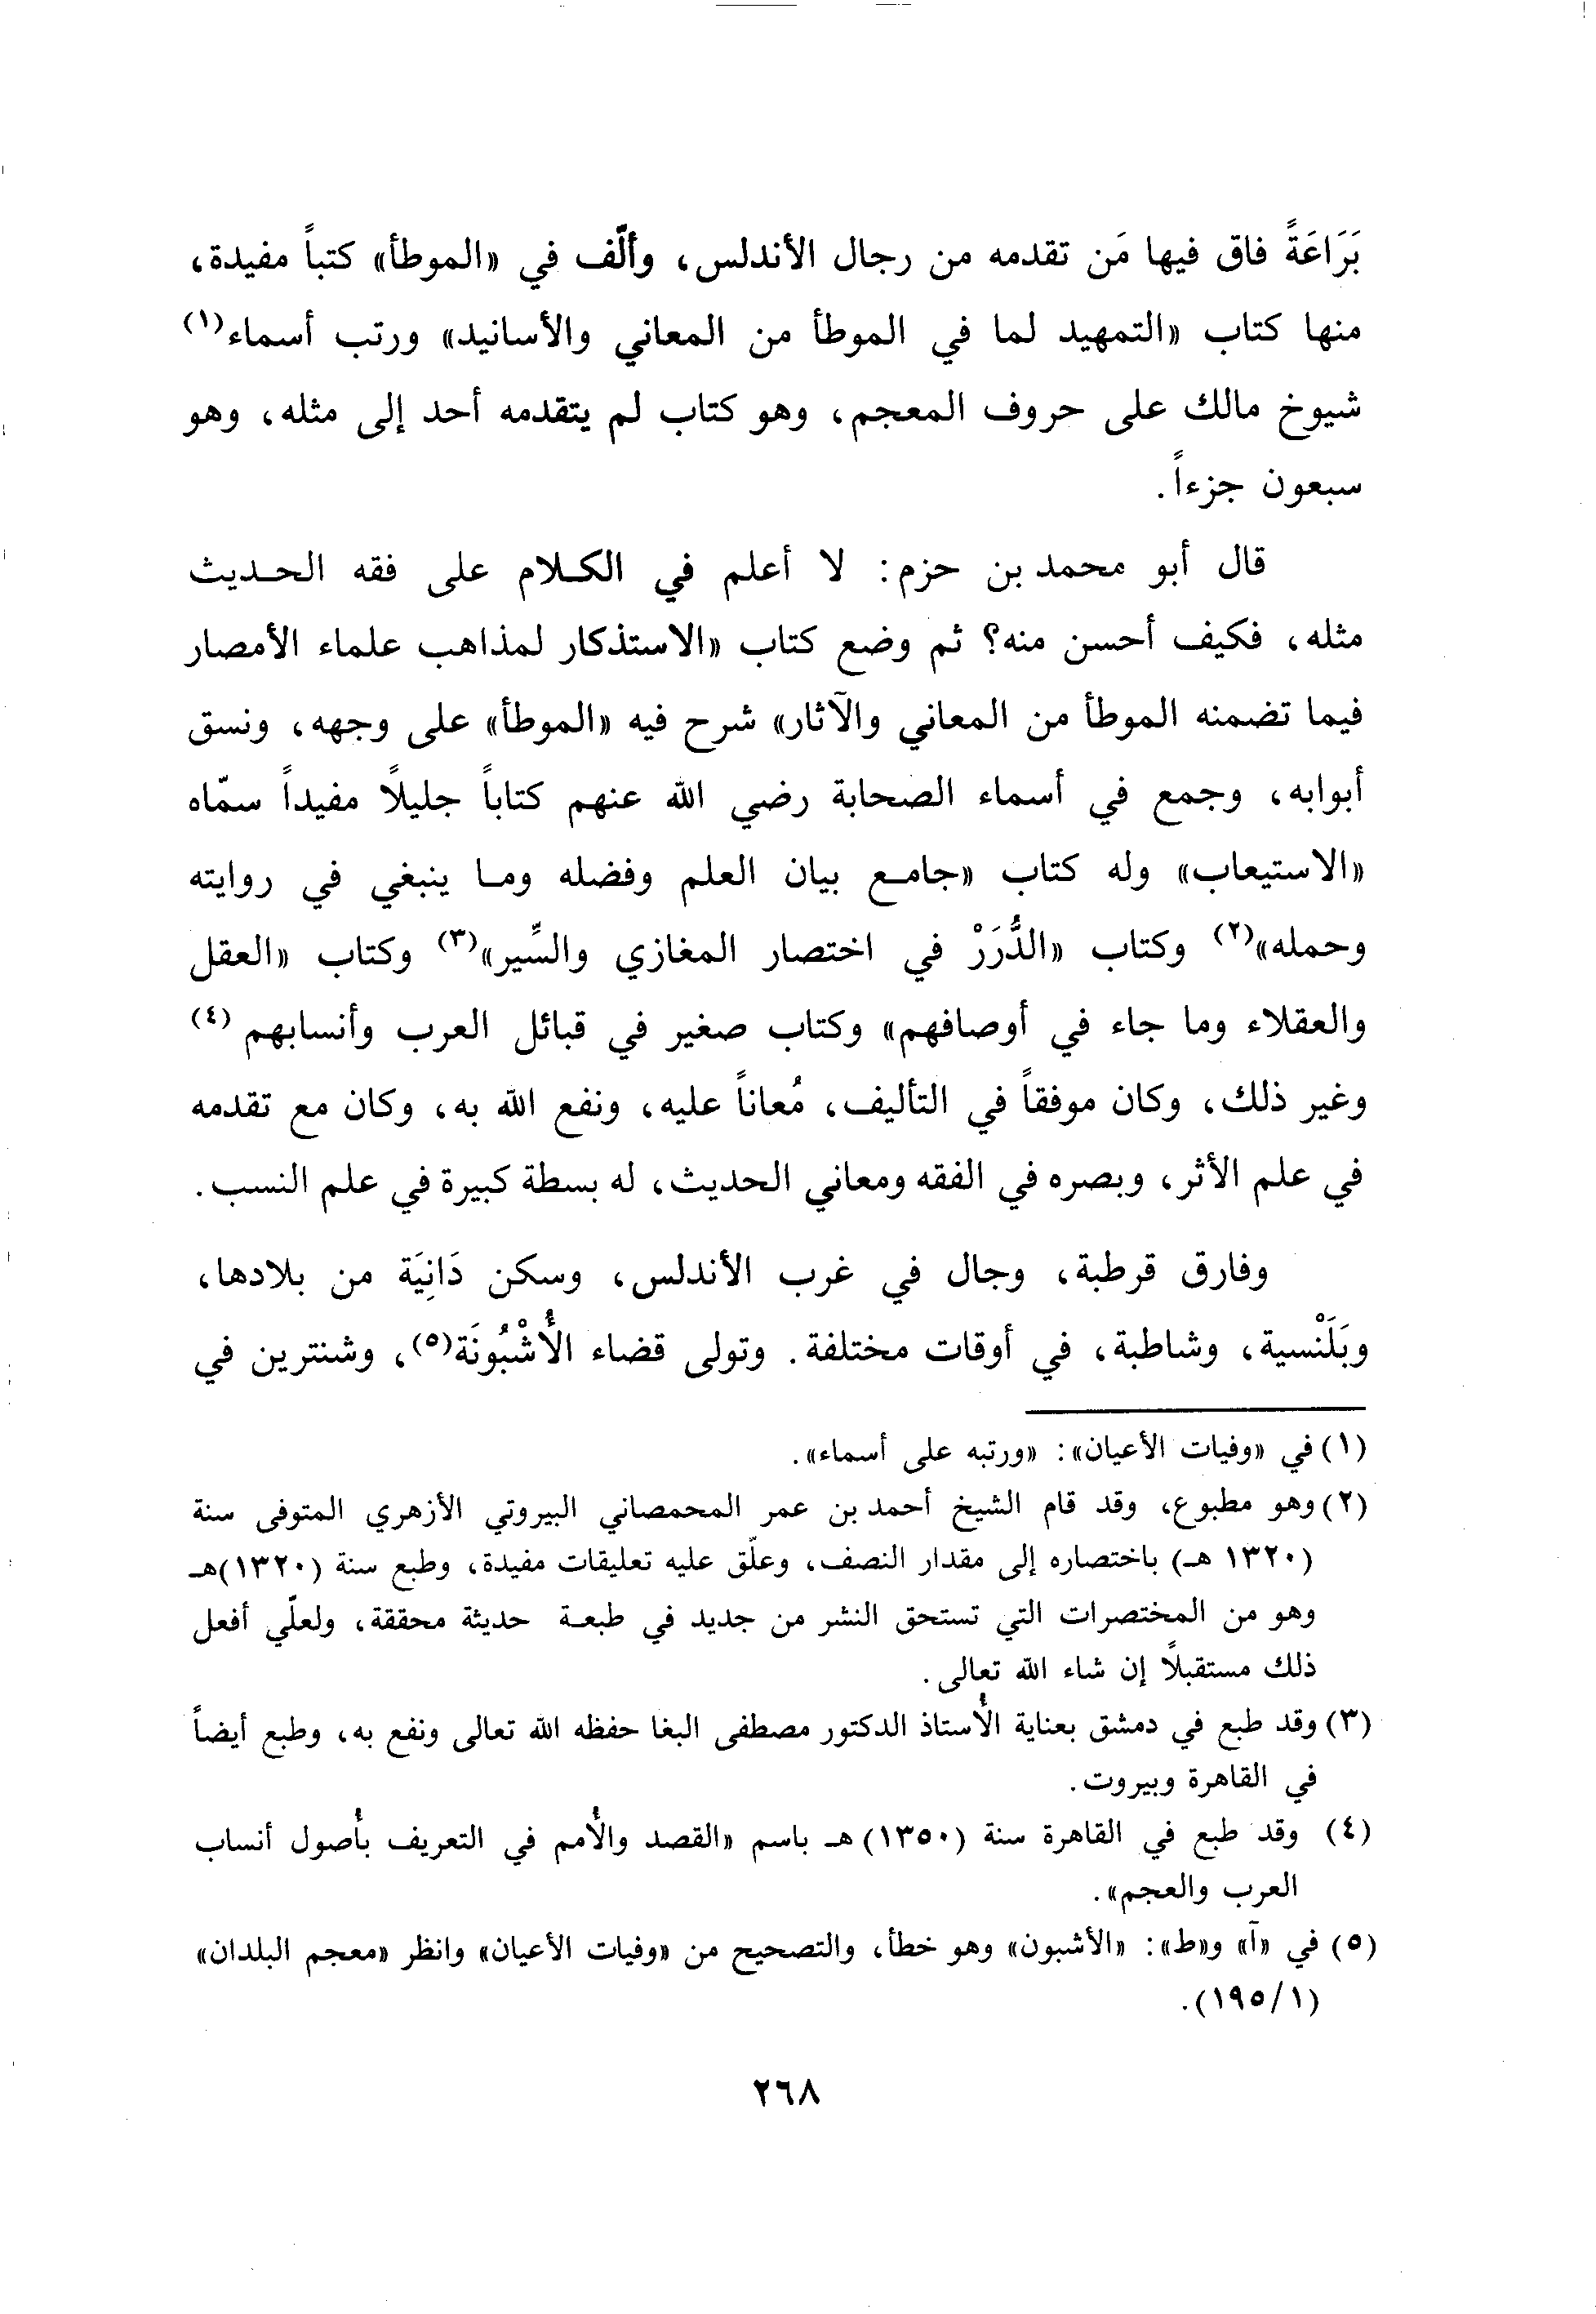 بَرَاعَةً فاق فيها مَن تقدمه من رجال الأندلس، وألّف في «الموطأ» كتباً مفيدة،
منها كتاب «التمهيد لما في الموطأ من المعاني والأسانيد» ورتب أسماء(١)
شيوخ مالك على حروف المعجم، وهو كتاب لم يتقدمه أحد إلى مثله، وهو
سبعون جزءاً.
قال أبو محمد بن حزم: لا أعلم في الكلام على فقه الحديث
مثله، فكيف أحسن منه؟ ثم وضع كتاب «الاستذكار لمذاهب علماء الأمصار
فيما تضمنه الموطأ من المعاني والآثار» شرح فيه «الموطأ» على وجهه، ونسق
أبوابه، وجمع في أسماء الصحابة رضي الله عنهم كتاباً جليلاً مفيداً سمّاه
«الاستيعاب» وله كتاب «جامع بيان العلم وفضله وما ينبغي في روايته
وحمله»(٢) وكتاب «الدُّرَرْ في اختصار المغازي والسِّير»(٣) وكتاب «العقل
والعقلاء وما جاء في أوصافهم» وكتاب صغير في قبائل العرب وأنسابهم (٤)
وغير ذلك، وكان موفقاً في التأليف، مُعاناً عليه، ونفع الله به، وكان مع تقدمه
في علم الأثر، وبصره في الفقه ومعاني الحديث، له بسطة كبيرة في علم النسب.
وفارق قرطبة، وجال في غرب الأندلس، وسكن دَانِيَة من بلادها،
وبَلَنْسية، وشاطبة، في أوقات مختلفة. وتولى قضاء الأُشْبُونَة(٥)، وشنترين في
(١) في «وفيات الأعيان»: «ورتبه على أسماء».
(٢) وهو مطبوع، وقد قام الشيخ أحمد بن عمر المحمصاني البيروتي الأزهري المتوفى سنة
(١٣٢٠ هـ) باختصاره إلى مقدار النصف، وعلّق عليه تعليقات مفيدة، وطبع سنة (١٣٢٠)هـ
وهو من المختصرات التي تستحق النشر من جديد في طبعة حديثة محققة، ولعلّي أفعل
ذلك مستقبلاً إن شاء الله تعالى.
(٣) وقد طبع في دمشق بعناية الأُستاذ الدكتور مصطفى البغا حفظه الله تعالى ونفع به، وطبع أيضاً
في القاهرة وبيروت.
(٤) وقد طبع في القاهرة سنة (١٣٥٠) هـ باسم «القصد والأُمم في التعريف بأُصول أنساب
العرب والعجم».
(٥) في «آ» و«ط»: «الأشبون» وهو خطأ، والتصحيح من «وفيات الأعيان» وانظر «معجم البلدان»
(١/١٩٥).
٢٦٨